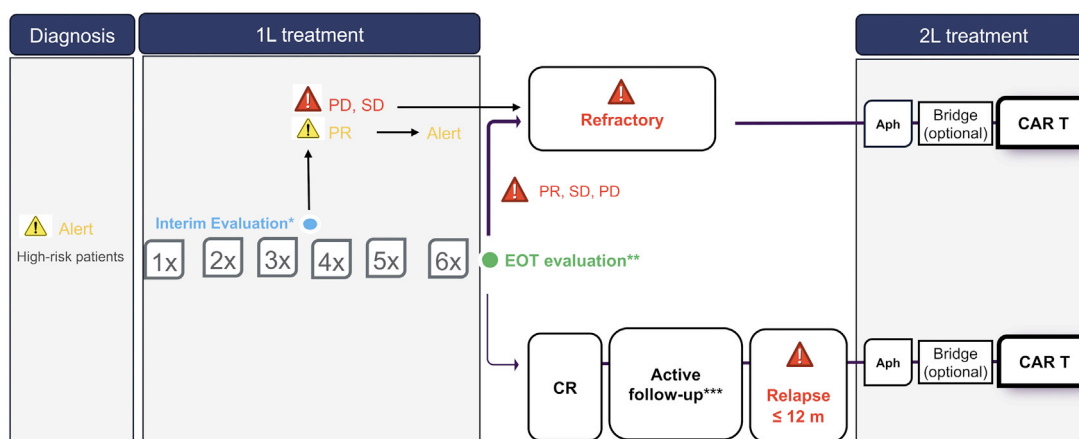 Diagnosis
1L treatment
2L treatment
PD, SD
PR
Alert
Refractory
Aph
Bridge
(optional)
CAR T
PR, SD, PD
Alert
High-risk patients
Interim Evaluation*
1x
2x
3x
4x
5x
6x
EOT evaluation**
CR
Active
follow-up***
Relapse
≤ 12 m
Aph
Bridge
(optional)
CAR T